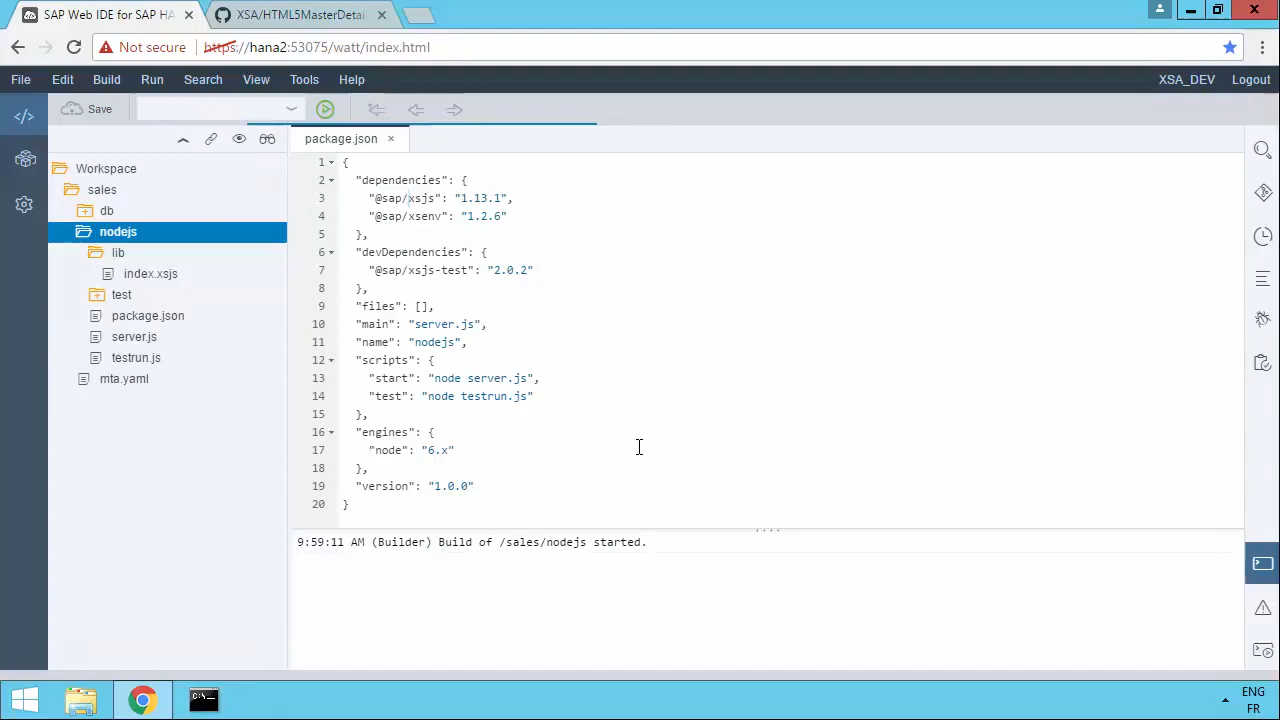 SAP Web IDE for SAP HA
XSA/HTML5MasterDetai
Not secure
https://hana2:53075/watt/index.html
File Edit Build Run Search View Tools Help XSA_DEV Logout
Save
package.json
Workspace
sales
db
nodejs
lib
index.xsjs
test
package.json
server.js
testrun.js
mta.yaml
1 {
2 "dependencies": {
3 "@sap/xsjs": "1.13.1",
4 "@sap/xsenv": "1.2.6"
5 },
6 "devDependencies": {
7 "@sap/xsjs-test": "2.0.2"
8 },
9 "files": [],
10 "main": "server.js",
11 "name": "nodejs",
12 "scripts": {
13 "start": "node server.js",
14 "test": "node testrun.js"
15 },
16 "engines": {
17 "node": "6.x"
18 },
19 "version": "1.0.0"
20 }
9:59:11 AM (Builder) Build of /sales/nodejs started.
ENG
FR